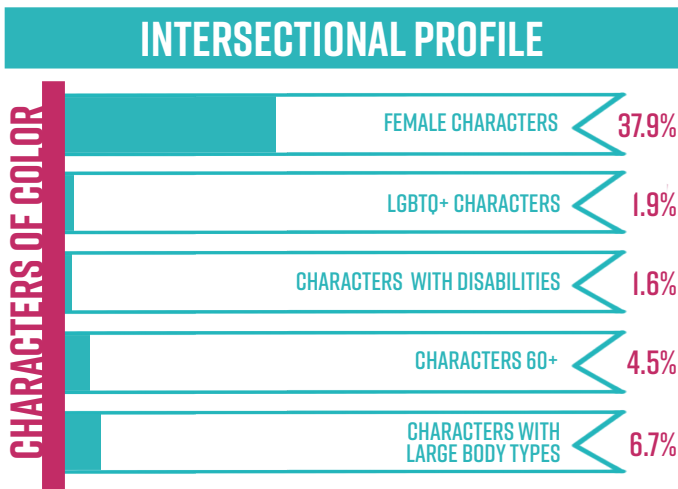 INTERSECTIONAL PROFILE
CHARACTERS OF COLOR
FEMALE CHARACTERS 37.9%
LGBTQ+ CHARACTERS 1.9%
CHARACTERS WITH DISABILITIES 1.6%
CHARACTERS 60+ 4.5%
CHARACTERS WITH
LARGE BODY TYPES 6.7%